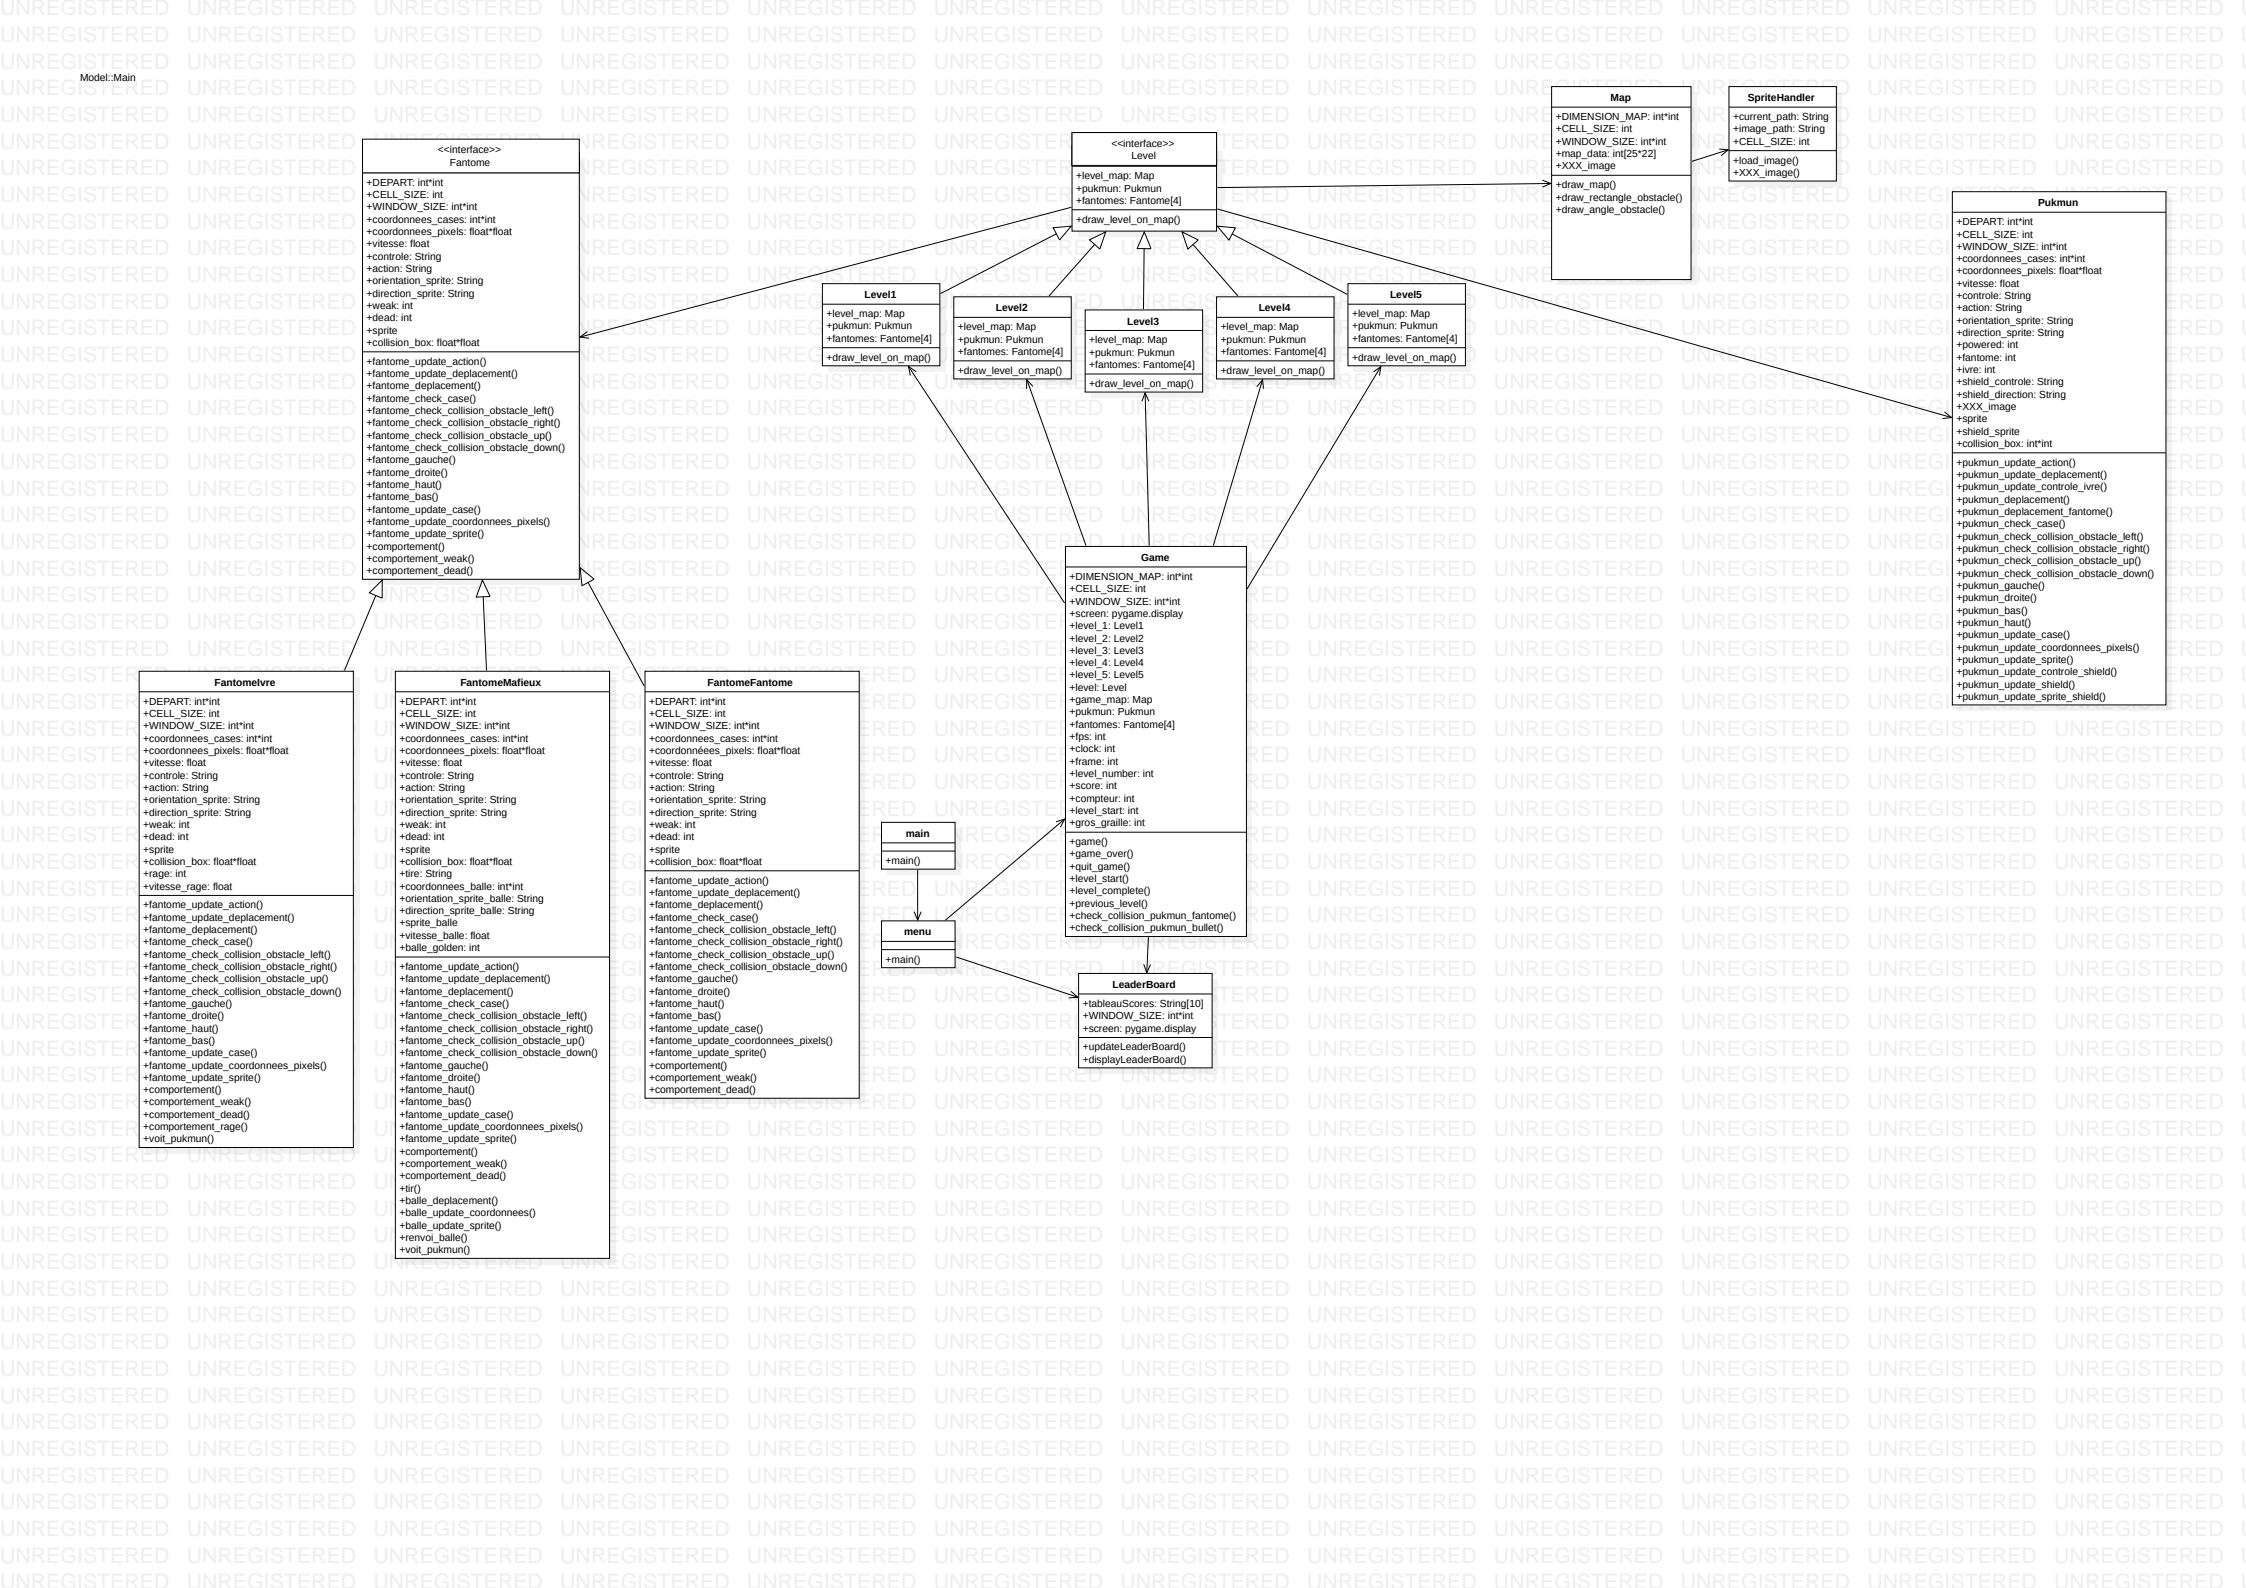 Model::Main
<<interface>>
Fantome
+DEPART: int*int
+CELL_SIZE: int
+WINDOW_SIZE: int*int
+coordonnees_cases: int*int
+coordonnees_pixels: float*float
+vitesse: float
+controle: String
+action: String
+orientation_sprite: String
+direction_sprite: String
+weak: int
+dead: int
+sprite
+collision_box: float*float
+fantome_update_action()
+fantome_update_deplacement()
+fantome_deplacement()
+fantome_check_case()
+fantome_check_collision_obstacle_left()
+fantome_check_collision_obstacle_right()
+fantome_check_collision_obstacle_up()
+fantome_check_collision_obstacle_down()
+fantome_gauche()
+fantome_droite()
+fantome_haut()
+fantome_bas()
+fantome_update_case()
+fantome_update_coordonnees_pixels()
+fantome_update_sprite()
+comportement()
+comportement_weak()
+comportement_dead()
<<interface>>
Level
+level_map: Map
+pukmun: Pukmun
+fantomes: Fantome[4]
+draw_level_on_map()
Map
+DIMENSION_MAP: int*int
+CELL_SIZE: int
+WINDOW_SIZE: int*int
+map_data: int[25*22]
+XXX_image
+draw_map()
+draw_rectangle_obstacle()
+draw_angle_obstacle()
SpriteHandler
+current_path: String
+image_path: String
+CELL_SIZE: int
+load_image()
+XXX_image()
Pukmun
+DEPART: int*int
+CELL_SIZE: int
+WINDOW_SIZE: int*int
+coordonnees_cases: int*int
+coordonnees_pixels: float*float
+vitesse: float
+controle: String
+action: String
+orientation_sprite: String
+direction_sprite: String
+powered: int
+fantome: int
+ivre: int
+shield_controle: String
+shield_direction: String
+XXX_image
+sprite
+shield_sprite
+collision_box: int*int
+pukmun_update_action()
+pukmun_update_deplacement()
+pukmun_update_controle_ivre()
+pukmun_deplacement()
+pukmun_deplacement_fantome()
+pukmun_check_case()
+pukmun_check_collision_obstacle_left()
+pukmun_check_collision_obstacle_right()
+pukmun_check_collision_obstacle_up()
+pukmun_check_collision_obstacle_down()
+pukmun_gauche()
+pukmun_droite()
+pukmun_bas()
+pukmun_haut()
+pukmun_update_case()
+pukmun_update_coordonnees_pixels()
+pukmun_update_sprite()
+pukmun_update_controle_shield()
+pukmun_update_shield()
+pukmun_update_sprite_shield()
Level1
+level_map: Map
+pukmun: Pukmun
+fantomes: Fantome[4]
+draw_level_on_map()
Level2
+level_map: Map
+pukmun: Pukmun
+fantomes: Fantome[4]
+draw_level_on_map()
Level3
+level_map: Map
+pukmun: Pukmun
+fantomes: Fantome[4]
+draw_level_on_map()
Level4
+level_map: Map
+pukmun: Pukmun
+fantomes: Fantome[4]
+draw_level_on_map()
Level5
+level_map: Map
+pukmun: Pukmun
+fantomes: Fantome[4]
+draw_level_on_map()
Game
+DIMENSION_MAP: int*int
+CELL_SIZE: int
+WINDOW_SIZE: int*int
+screen: pygame.display
+level_1: Level1
+level_2: Level2
+level_3: Level3
+level_4: Level4
+level_5: Level5
+level: Level
+game_map: Map
+pukmun: Pukmun
+fantomes: Fantome[4]
+fps: int
+clock: int
+frame: int
+level_number: int
+score: int
+compteur: int
+level_start: int
+gros_graille: int
+game()
+game_over()
+quit_game()
+level_start()
+level_complete()
+previous_level()
+check_collision_pukmun_fantome()
+check_collision_pukmun_bullet()
FantomeIvre
+DEPART: int*int
+CELL_SIZE: int
+WINDOW_SIZE: int*int
+coordonnees_cases: int*int
+coordonnees_pixels: float*float
+vitesse: float
+controle: String
+action: String
+orientation_sprite: String
+direction_sprite: String
+weak: int
+dead: int
+sprite
+collision_box: float*float
+rage: int
+vitesse_rage: float
+fantome_update_action()
+fantome_update_deplacement()
+fantome_deplacement()
+fantome_check_case()
+fantome_check_collision_obstacle_left()
+fantome_check_collision_obstacle_right()
+fantome_check_collision_obstacle_up()
+fantome_check_collision_obstacle_down()
+fantome_gauche()
+fantome_droite()
+fantome_haut()
+fantome_bas()
+fantome_update_case()
+fantome_update_coordonnees_pixels()
+fantome_update_sprite()
+comportement()
+comportement_weak()
+comportement_dead()
+comportement_rage()
+voit_pukmun()
FantomeMafieux
+DEPART: int*int
+CELL_SIZE: int
+WINDOW_SIZE: int*int
+coordonnees_cases: int*int
+coordonnees_pixels: float*float
+vitesse: float
+controle: String
+action: String
+orientation_sprite: String
+direction_sprite: String
+weak: int
+dead: int
+sprite
+collision_box: float*float
+tire: String
+coordonnees_balle: int*int
+orientation_sprite_balle: String
+direction_sprite_balle: String
+sprite_balle
+vitesse_balle: float
+balle_golden: int
+fantome_update_action()
+fantome_update_deplacement()
+fantome_deplacement()
+fantome_check_case()
+fantome_check_collision_obstacle_left()
+fantome_check_collision_obstacle_right()
+fantome_check_collision_obstacle_up()
+fantome_check_collision_obstacle_down()
+fantome_gauche()
+fantome_droite()
+fantome_haut()
+fantome_bas()
+fantome_update_case()
+fantome_update_coordonnees_pixels()
+fantome_update_sprite()
+comportement()
+comportement_weak()
+comportement_dead()
+tir()
+balle_deplacement()
+balle_update_coordonnees()
+balle_update_sprite()
+renvoi_balle()
+voit_pukmun()
FantomeFantome
+DEPART: int*int
+CELL_SIZE: int
+WINDOW_SIZE: int*int
+coordonnees_cases: int*int
+coordonnéees_pixels: float*float
+vitesse: float
+controle: String
+action: String
+orientation_sprite: String
+direction_sprite: String
+weak: int
+dead: int
+sprite
+collision_box: float*float
+fantome_update_action()
+fantome_update_deplacement()
+fantome_deplacement()
+fantome_check_case()
+fantome_check_collision_obstacle_left()
+fantome_check_collision_obstacle_right()
+fantome_check_collision_obstacle_up()
+fantome_check_collision_obstacle_down()
+fantome_gauche()
+fantome_droite()
+fantome_haut()
+fantome_bas()
+fantome_update_case()
+fantome_update_coordonnees_pixels()
+fantome_update_sprite()
+comportement()
+comportement_weak()
+comportement_dead()
main
+main()
menu
+main()
LeaderBoard
+tableauScores: String[10]
+WINDOW_SIZE: int*int
+screen: pygame.display
+updateLeaderBoard()
+displayLeaderBoard()
UNREGISTERED